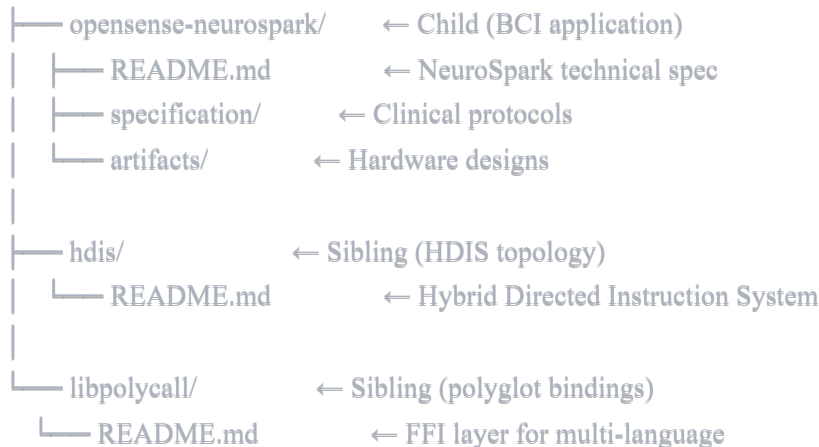 ├── opensense-neurospark/ ← Child (BCI application)
│ ├── README.md ← NeuroSpark technical spec
│ ├── specification/ ← Clinical protocols
│ └── artifacts/ ← Hardware designs
│
├── hdis/ ← Sibling (HDIS topology)
│ └── README.md ← Hybrid Directed Instruction System
│
└── libpolycall/ ← Sibling (polyglot bindings)
└── README.md ← FFI layer for multi-language